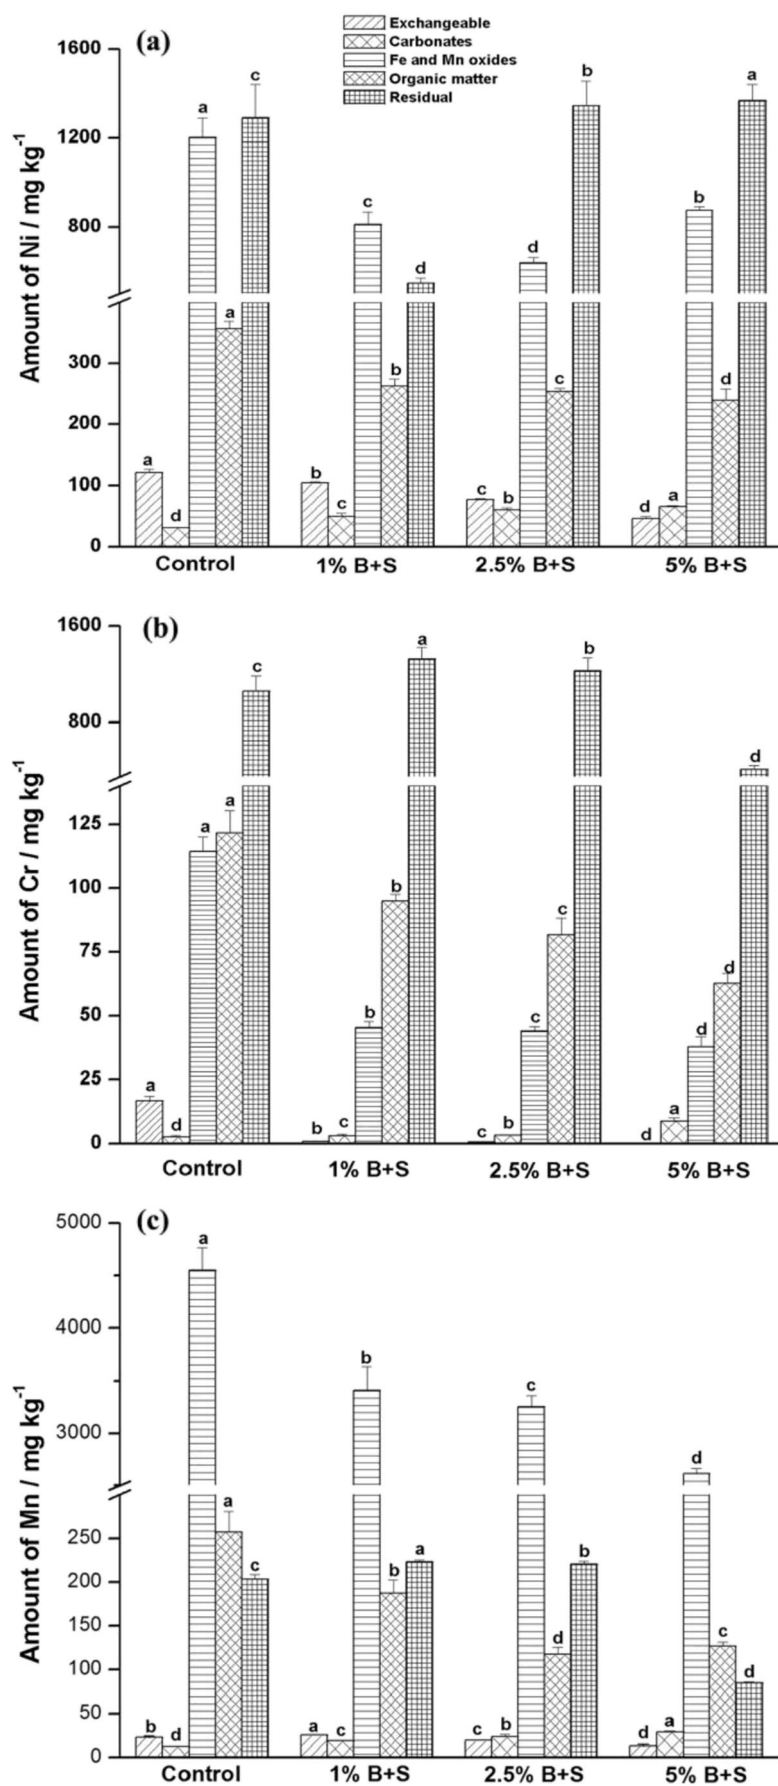 (a)
Exchangeable
Carbonates
Fe and Mn oxides
Organic matter
Residual
Amount of Ni / mg kg-1
1600
1200
800
300
200
100
0
a d a a c
b c c b d
c b d c b
d a b d a
Control 1% B+S 2.5% B+S 5% B+S
(b)
Amount of Cr / mg kg-1
1600
800
125
100
75
50
25
0
a d a a c
b c b b a
c b c c b
d a d d d
Control 1% B+S 2.5% B+S 5% B+S
(c)
Amount of Mn / mg kg-1
5000
4000
3000
250
200
150
100
50
0
b d a a c
a c b b a
c b c d b
d a d c d
Control 1% B+S 2.5% B+S 5% B+S